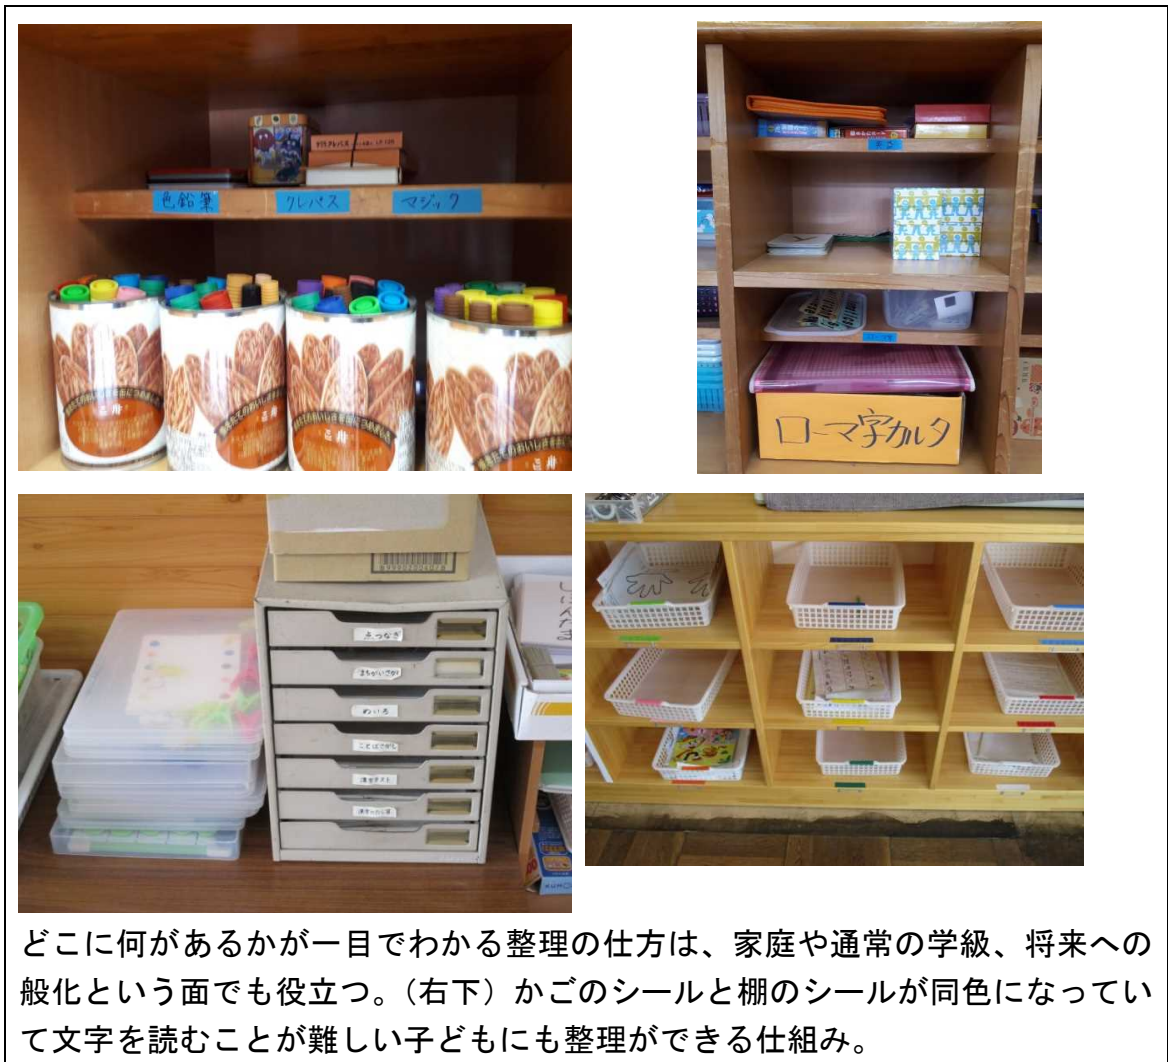 色鉛筆
クレパス
マジック
ローマ字カルタ
点つなぎ
まちがいさがし
ぬりえ
ことばさがし
漢字テスト
どこに何があるかが一目でわかる整理の仕方は、家庭や通常の学級、将来への
般化という面でも役立つ。(右下)かごのシールと棚のシールが同色になってい
て文字を読むことが難しい子どもにも整理ができる仕組み。